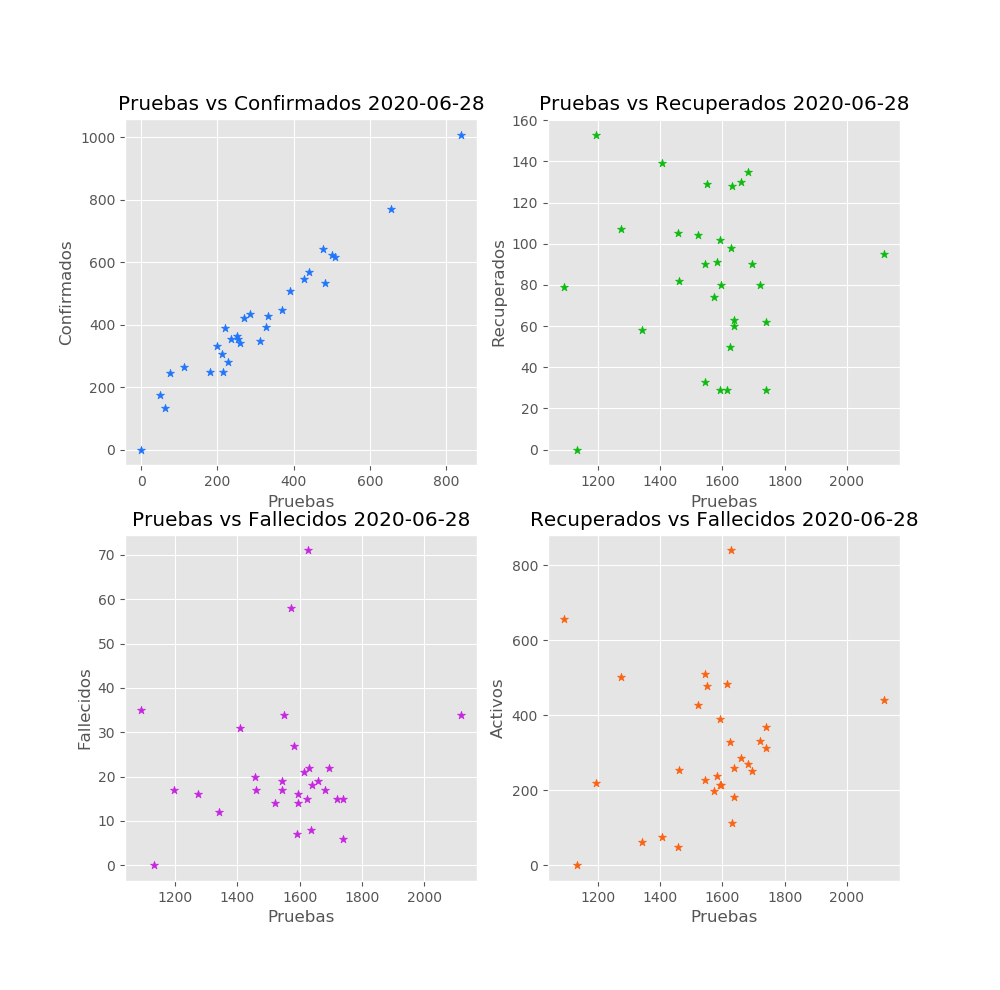 Pruebas vs Confirmados 2020-06-28
1000
800
600
400
200
0
Confirmados
0 200 400 600 800
Pruebas
Pruebas vs Recuperados 2020-06-28
160
140
120
100
80
60
40
20
0
Recuperados
1200 1400 1600 1800 2000
Pruebas
Pruebas vs Fallecidos 2020-06-28
70
60
50
40
30
20
10
0
Fallecidos
1200 1400 1600 1800 2000
Pruebas
Recuperados vs Fallecidos 2020-06-28
800
600
400
200
0
Activos
1200 1400 1600 1800 2000
Pruebas